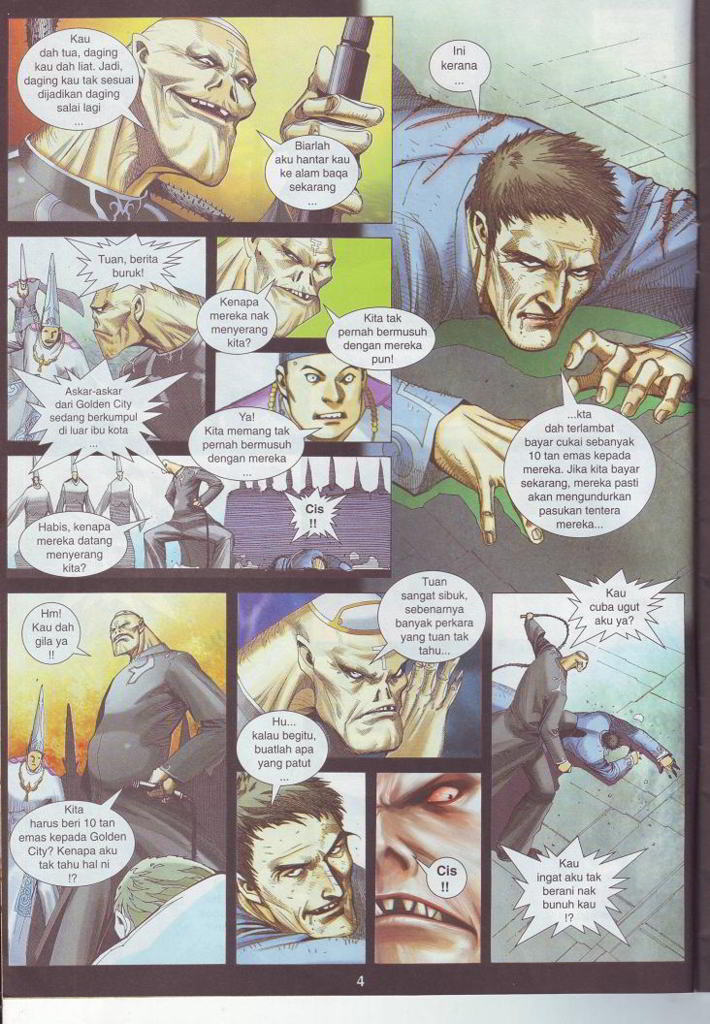 Kau
dah tua, daging
kau dah liat. Jadi,
daging kau tak sesuai
dijadikan daging
salai lagi
...
Biarlah
aku hantar kau
ke alam baqa
sekarang
...
Tuan, berita
buruk!
Askar-askar
dari Golden City
sedang berkumpul
di luar ibu kota
...
Kenapa
mereka nak
menyerang
kita?
Kita tak
pernah bermusuh
dengan mereka
pun!
Ya!
Kita memang tak
pernah bermusuh
dengan mereka
...
Habis, kenapa
mereka datang
menyerang
kita?
Cis
!!
Ini
kerana
...
...kta
dah terlambat
bayar cukai sebanyak
10 tan emas kepada
mereka. Jika kita bayar
sekarang, mereka pasti
akan mengundurkan
pasukan tentera
mereka...
Hm!
Kau dah
gila ya
!!
Kita
harus beri 10 tan
emas kepada Golden
City? Kenapa aku
tak tahu hal ni
!?
Tuan
sangat sibuk,
sebenarnya
banyak perkara
yang tuan tak
tahu...
Hu...
kalau begitu,
buatlah apa
yang patut
...
Cis
!!
Kau
cuba ugut
aku ya?
Kau
ingat aku tak
berani nak
bunuh kau
!?
4